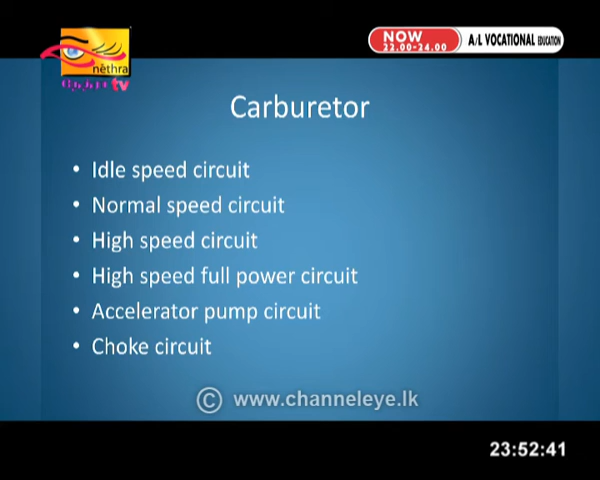 NOW
22.00-24.00
A/L VOCATIONAL EDUCATION
nēthra
tv
Carburetor
• Idle speed circuit
• Normal speed circuit
• High speed circuit
• High speed full power circuit
• Accelerator pump circuit
• Choke circuit
© www.channeleye.lk
23:52:41